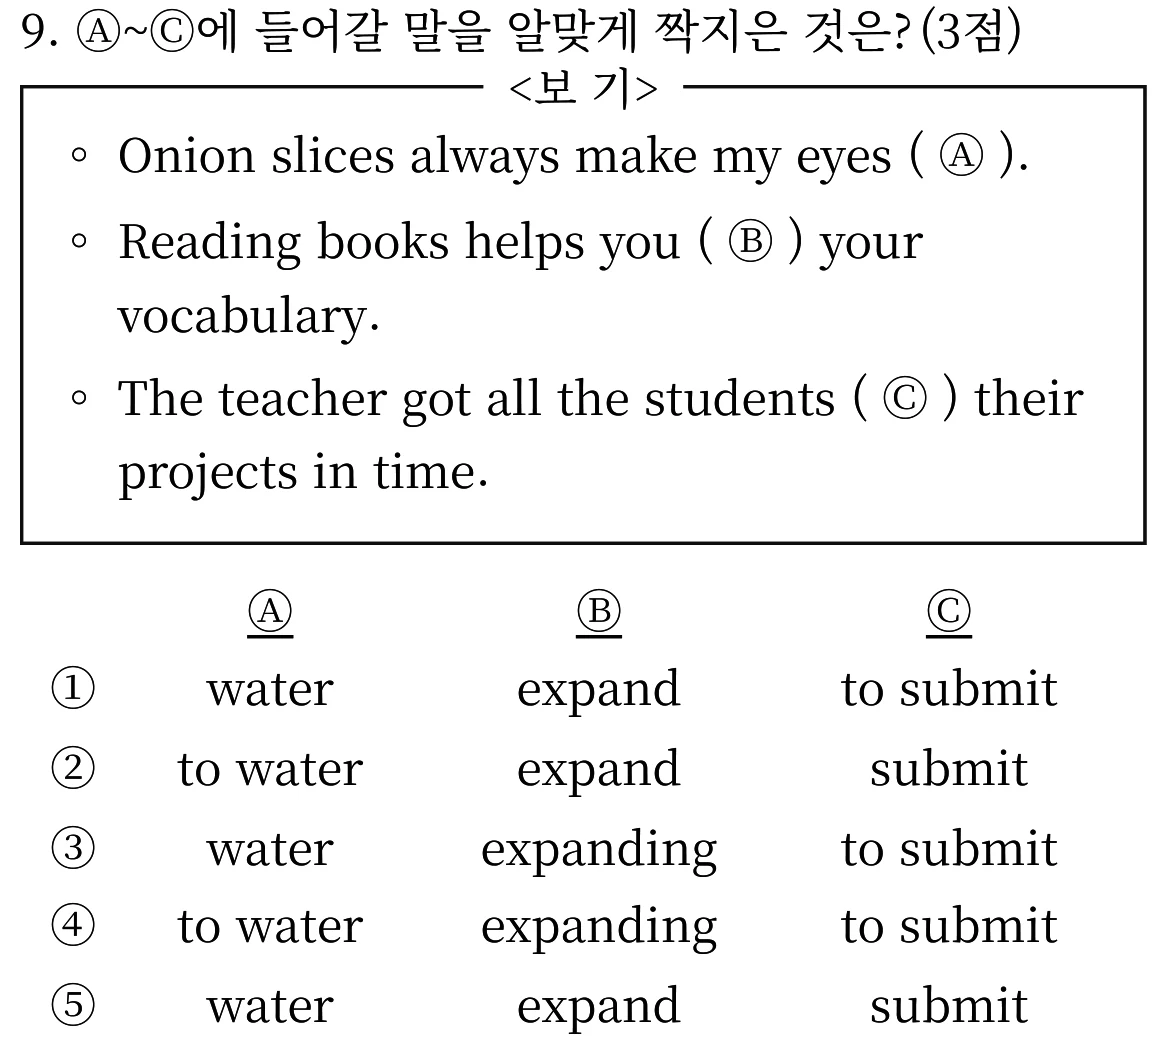 9. Ⓐ~Ⓒ에 들어갈 말을 알맞게 짝지은 것은?(3점)
<보 기>
◦ Onion slices always make my eyes ( Ⓐ ).
◦ Reading books helps you ( Ⓑ ) your
vocabulary.
◦ The teacher got all the students ( Ⓒ ) their
projects in time.
Ⓐ Ⓑ Ⓒ
① water expand to submit
② to water expand submit
③ water expanding to submit
④ to water expanding to submit
⑤ water expand submit